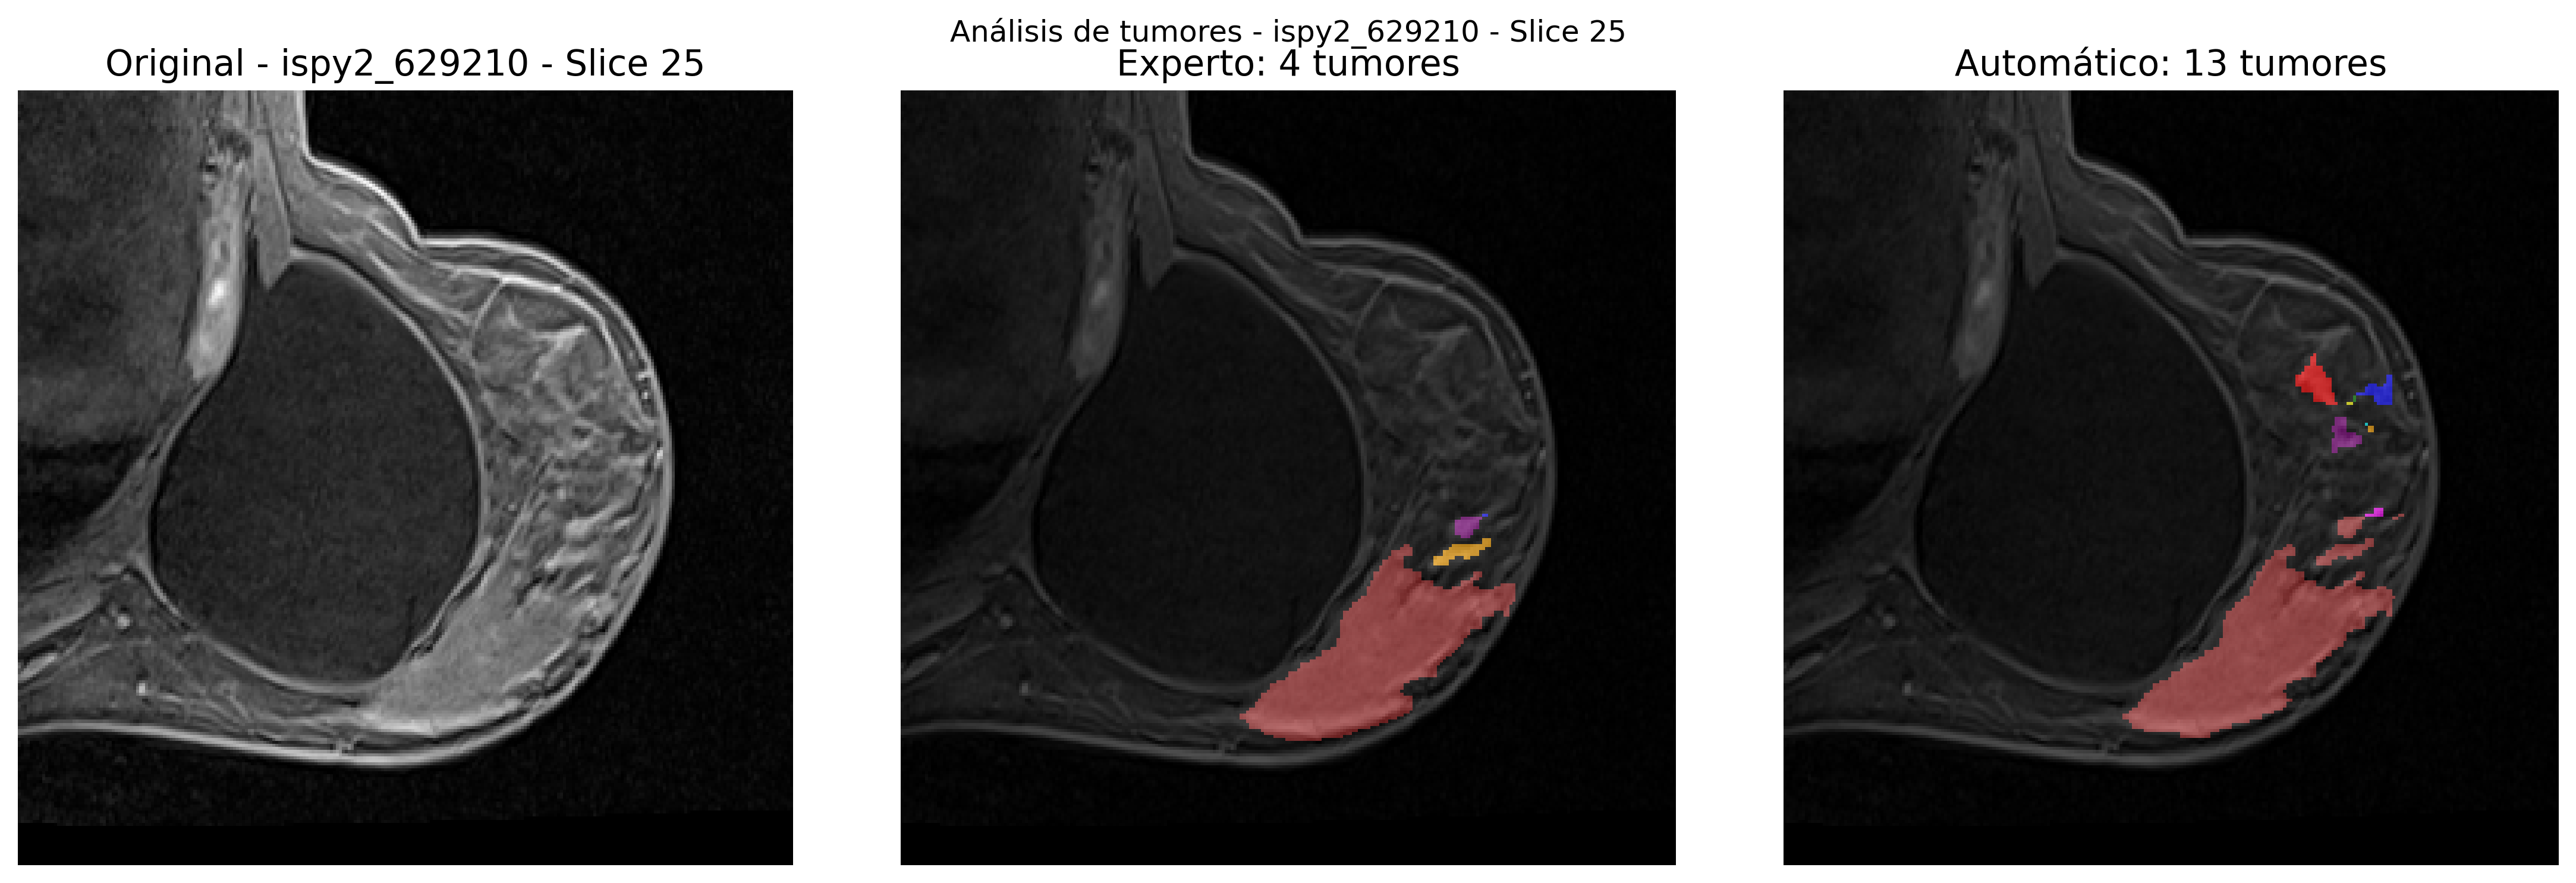 Análisis de tumores - ispy2_629210 - Slice 25
Original - ispy2_629210 - Slice 25
Experto: 4 tumores
Automático: 13 tumores